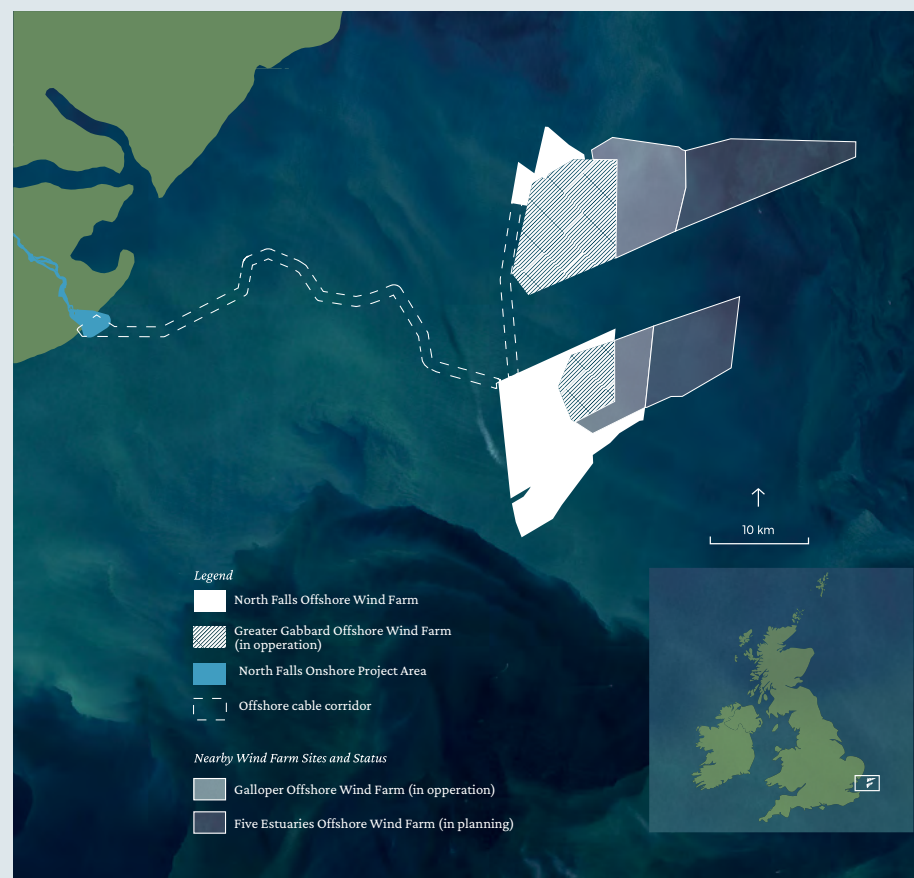 10 km
Legend
North Falls Offshore Wind Farm
Greater Gabbard Offshore Wind Farm
(in opperation)
North Falls Onshore Project Area
Offshore cable corridor
Nearby Wind Farm Sites and Status
Galloper Offshore Wind Farm (in opperation)
Five Estuaries Offshore Wind Farm (in planning)